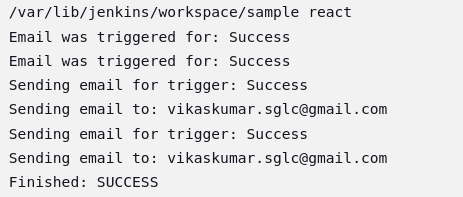 /var/lib/jenkins/workspace/sample react
Email was triggered for: Success
Email was triggered for: Success
Sending email for trigger: Success
Sending email to: vikaskumar.sglc@gmail.com
Sending email for trigger: Success
Sending email to: vikaskumar.sglc@gmail.com
Finished: SUCCESS